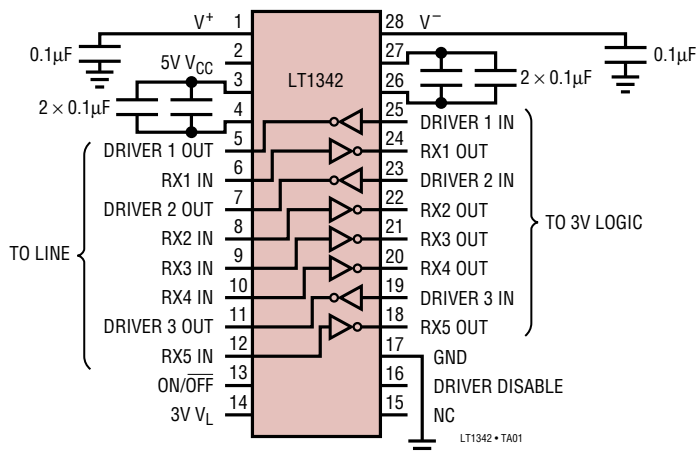 V+ 1 28 V−
0.1µF 27 0.1µF
5V VCC 2
3 LT1342 26 2 × 0.1µF
2 × 0.1µF 4 25 DRIVER 1 IN
DRIVER 1 OUT 5 24 RX1 OUT
RX1 IN 6 23 DRIVER 2 IN
DRIVER 2 OUT 7 22 RX2 OUT
RX2 IN 8 21 RX3 OUT
RX3 IN 9 20 RX4 OUT
RX4 IN 10 19 DRIVER 3 IN
DRIVER 3 OUT 11 18 RX5 OUT
RX5 IN 12 17 GND
ON/OFF 13 16 DRIVER DISABLE
3V VL 14 15 NC
TO LINE
TO 3V LOGIC
LT1342 • TA01